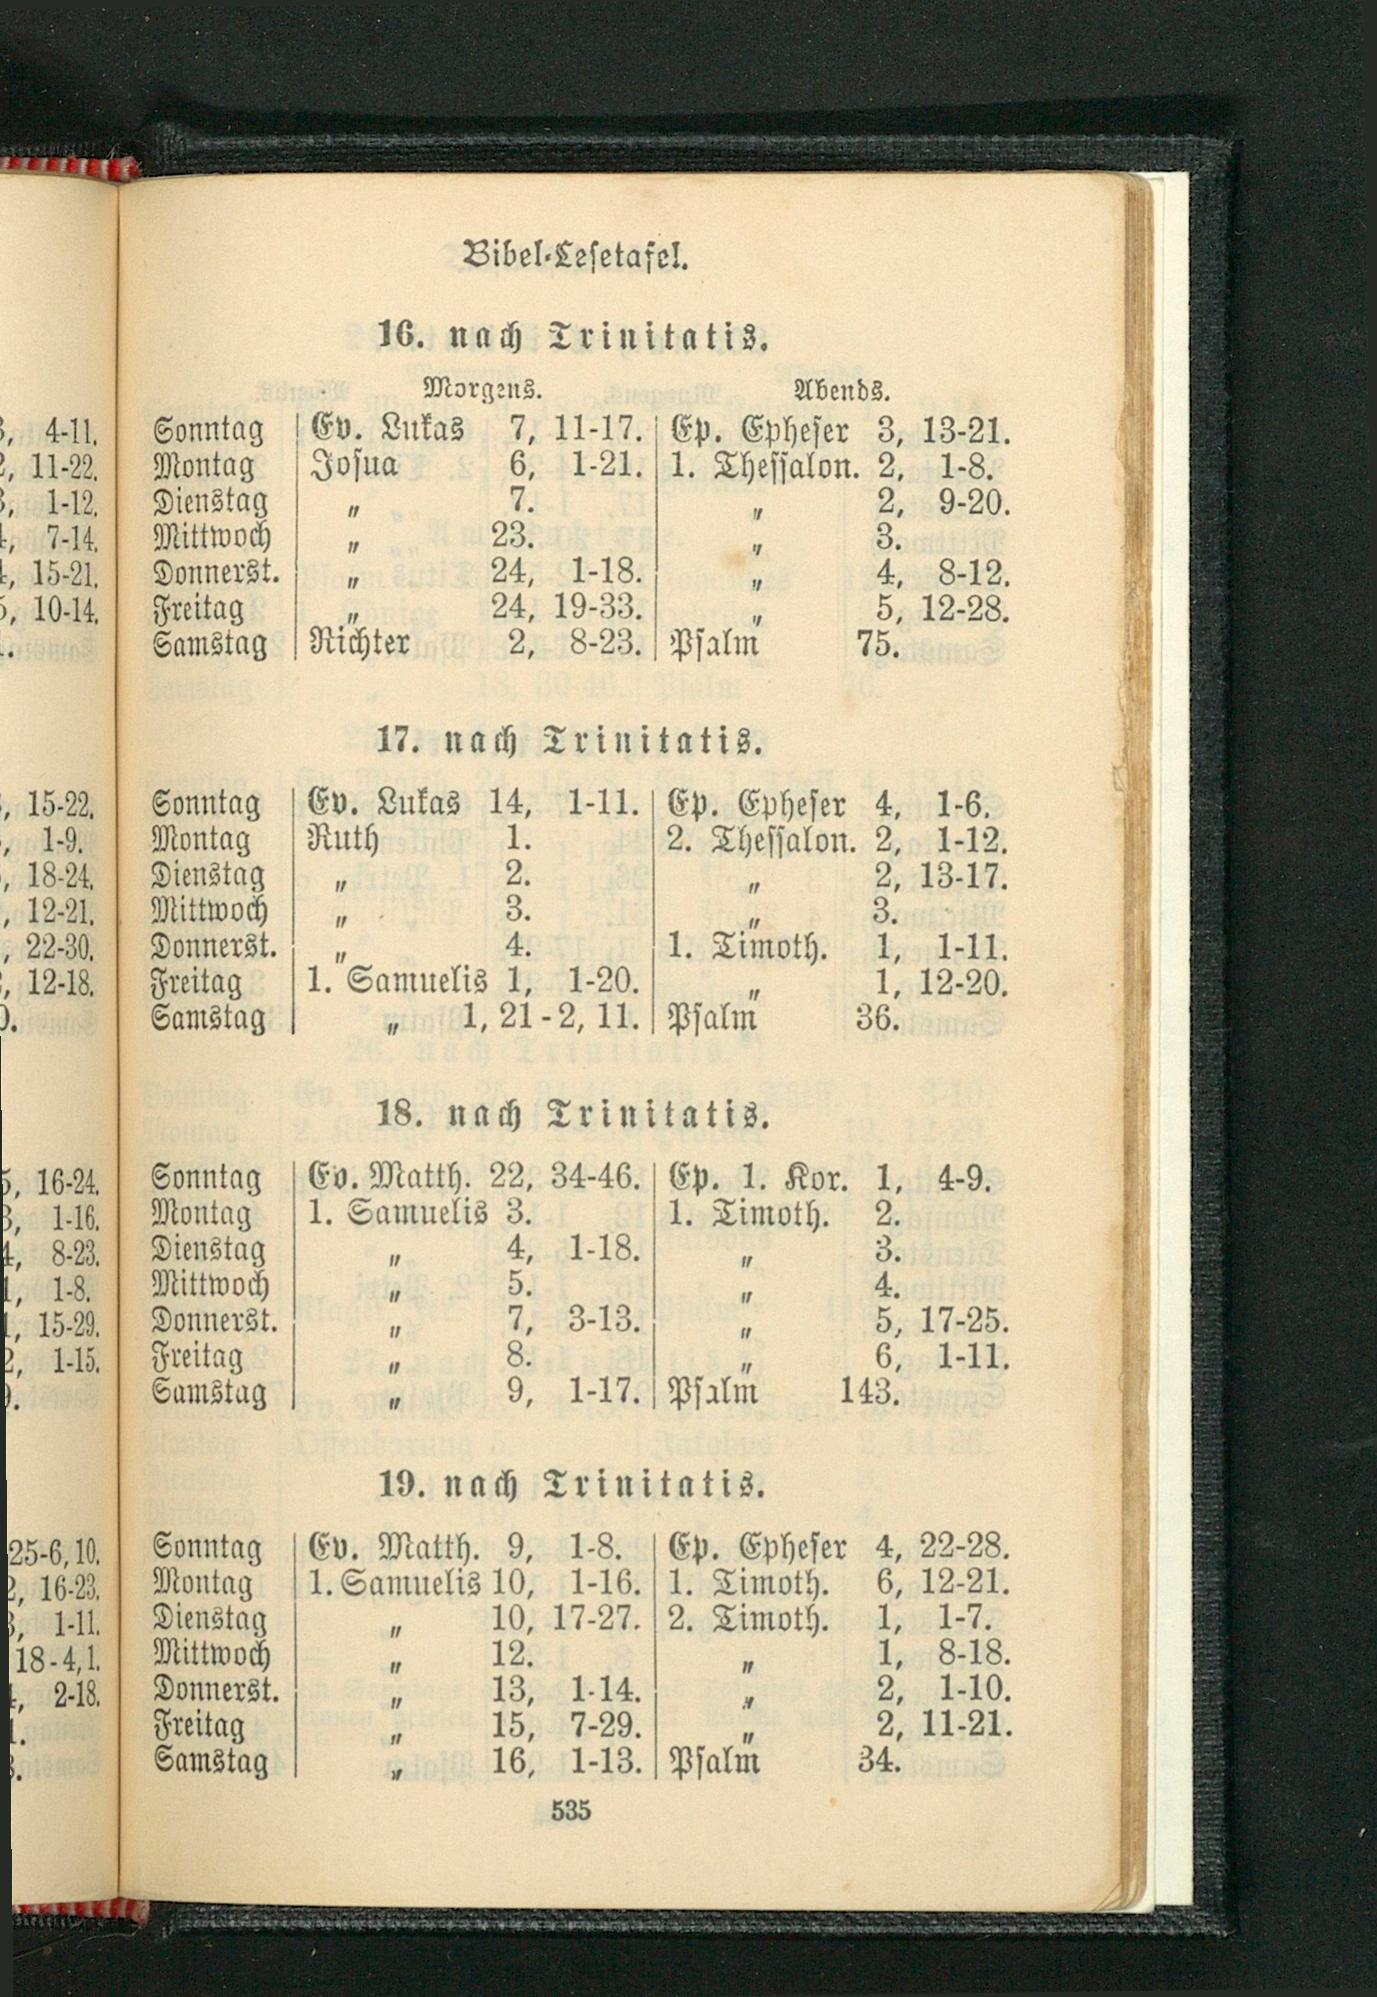 Bibel-Lesetafel.
16. nach Trinitatis.
Morgens. Abends.
Sonntag Ev. Lukas 7, 11-17. Ep. Epheser 3, 13-21.
Montag Josua 6, 1-21. 1. Thessalon. 2, 1-8.
Dienstag „ 7. „ 2, 9-20.
Mittwoch „ 23. „ 3.
Donnerst. „ 24, 1-18. „ 4, 8-12.
Freitag „ 24, 19-33. „ 5, 12-28.
Samstag Richter 2, 8-23. Psalm 75.
17. nach Trinitatis.
Sonntag Ev. Lukas 14, 1-11. Ep. Epheser 4, 1-6.
Montag Ruth 1. 2. Thessalon. 2, 1-12.
Dienstag „ 2. „ 2, 13-17.
Mittwoch „ 3. „ 3.
Donnerst. „ 4. 1. Timoth. 1, 1-11.
Freitag 1. Samuelis 1, 1-20. „ 1, 12-20.
Samstag „ 1, 21-2, 11. Psalm 36.
18. nach Trinitatis.
Sonntag Ev. Matth. 22, 34-46. Ep. 1. Kor. 1, 4-9.
Montag 1. Samuelis 3. 1. Timoth. 2.
Dienstag „ 4, 1-18. „ 3.
Mittwoch „ 5. „ 4.
Donnerst. „ 7, 3-13. „ 5, 17-25.
Freitag „ 8. „ 6, 1-11.
Samstag „ 9, 1-17. Psalm 143.
19. nach Trinitatis.
Sonntag Ev. Matth. 9, 1-8. Ep. Epheser 4, 22-28.
Montag 1. Samuelis 10, 1-16. 1. Timoth. 6, 12-21.
Dienstag „ 10, 17-27. 2. Timoth. 1, 1-7.
Mittwoch „ 12. „ 1, 8-18.
Donnerst. „ 13, 1-14. „ 2, 1-10.
Freitag „ 15, 7-29. „ 2, 11-21.
Samstag „ 16, 1-13. Psalm 34.
535